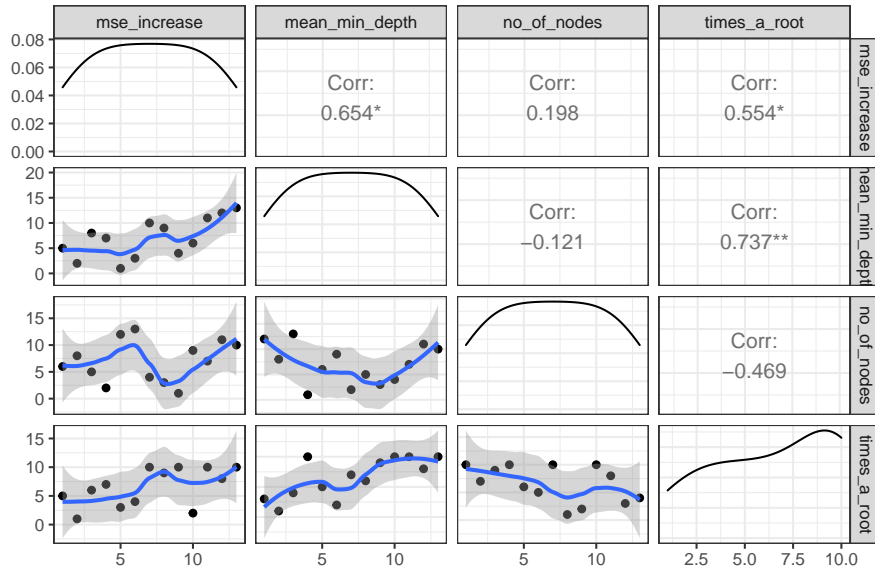 mse_increase mean_min_depth no_of_nodes times_a_root
0.08
0.06
0.04
0.02
0.00
Corr:
0.654*
Corr:
0.198
Corr:
0.554*
mse_increase
20
15
10
5
0
Corr:
−0.121
Corr:
0.737**
mean_min_depth
15
10
5
0
Corr:
−0.469
no_of_nodes
15
10
5
0
times_a_root
5 10 5 10 5 10 2.5 5.0 7.5 10.0